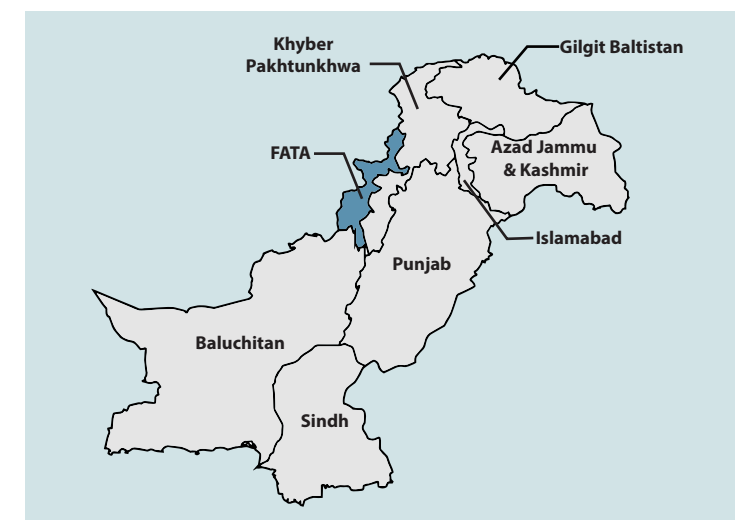 Khyber
Pakhtunkhwa
Gilgit Baltistan
Azad Jammu
& Kashmir
FATA
Islamabad
Punjab
Baluchitan
Sindh